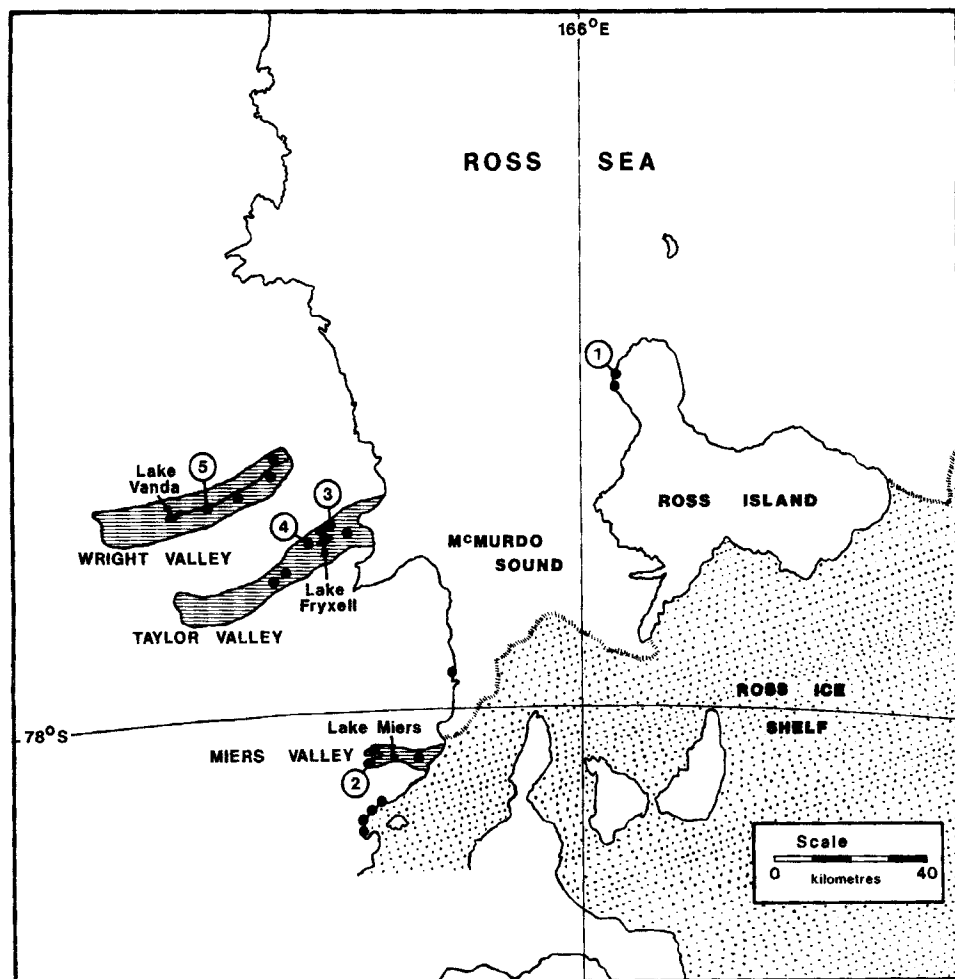 166°E
ROSS SEA
1
ROSS ISLAND
Lake
Vanda
5
WRIGHT VALLEY
3
4
Lake
Fryxell
TAYLOR VALLEY
McMURDO
SOUND
ROSS ICE
SHELF
78°S
Lake Miers
MIERS VALLEY
2
Scale
0 40
kilometres